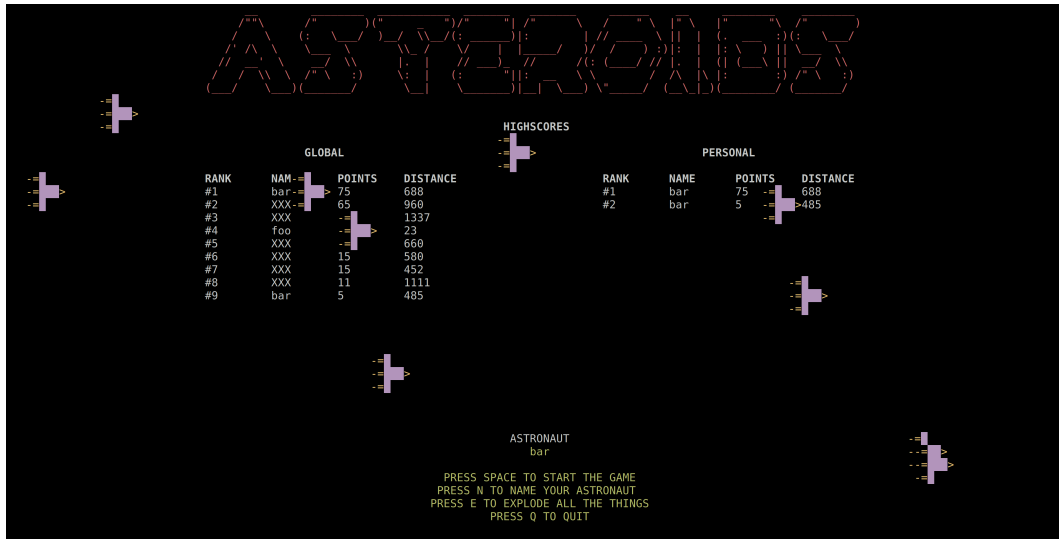 ASTEROIDS
HIGHSCORES
GLOBAL
RANK NAM POINTS DISTANCE
#1 bar 75 688
#2 XXX 65 960
#3 XXX 1337
#4 foo 23
#5 XXX 660
#6 XXX 15 580
#7 XXX 15 452
#8 XXX 11 1111
#9 bar 5 485
PERSONAL
RANK NAME POINTS DISTANCE
#1 bar 75 688
#2 bar 5 485
ASTRONAUT
bar
PRESS SPACE TO START THE GAME
PRESS N TO NAME YOUR ASTRONAUT
PRESS E TO EXPLODE ALL THE THINGS
PRESS Q TO QUIT